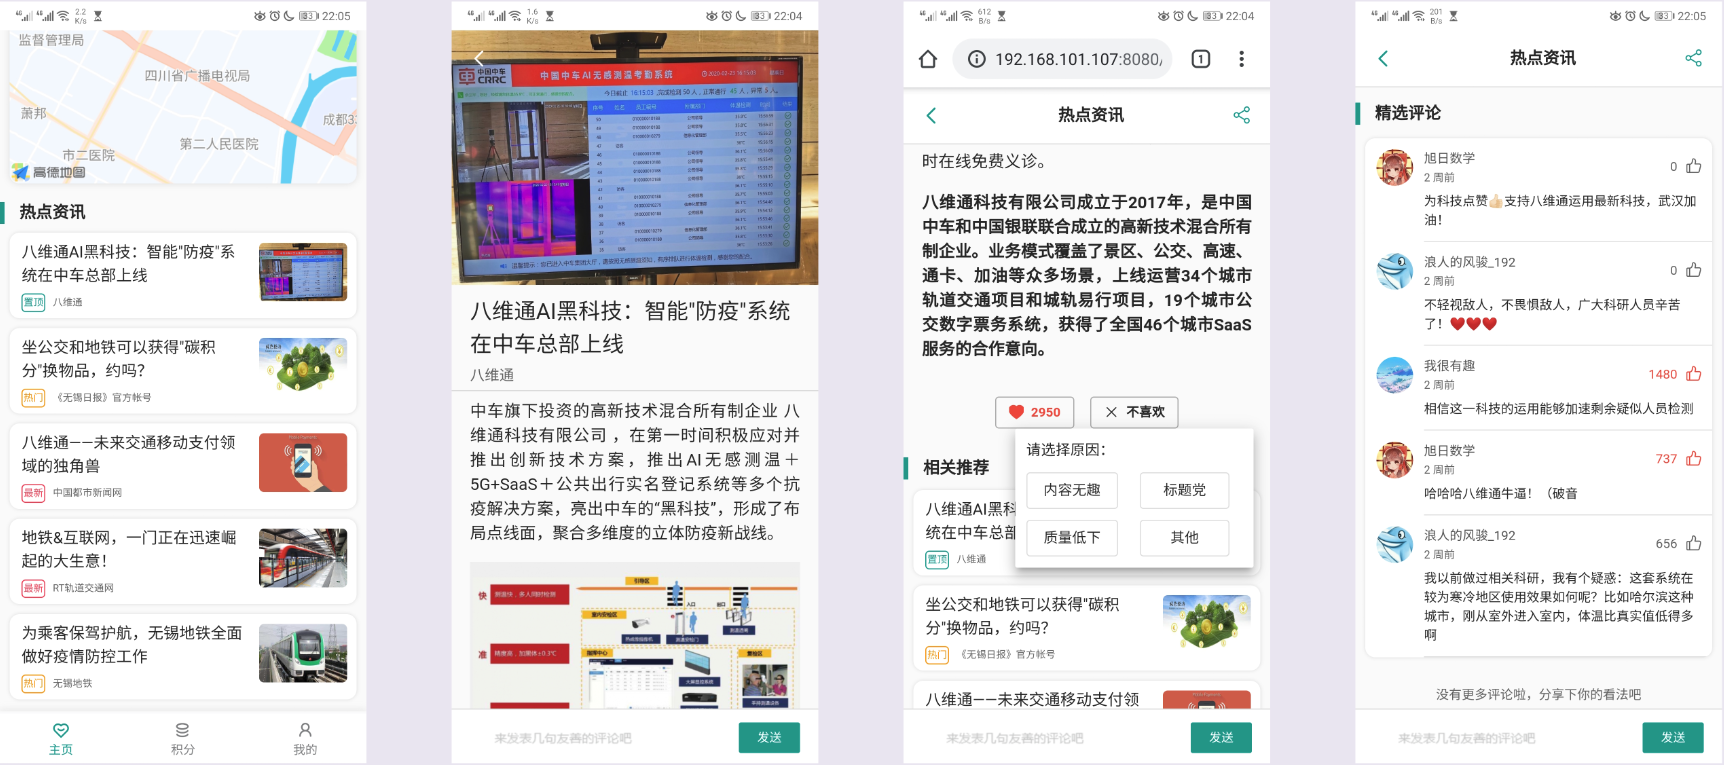 2.2
K/s
83
22:05
监督管理局
四川省广播电视局
萧邦
成都3
第二人民医院
市二医院
高德地图
热点资讯
八维通AI黑科技：智能"防疫"系
统在中车总部上线
置顶 八维通
坐公交和地铁可以获得"碳积
分"换物品，约吗？
热门 《无锡日报》官方帐号
八维通——未来交通移动支付领
域的独角兽
最新 中国都市新闻网
地铁&互联网，一门正在迅速崛
起的大生意！
最新 RT轨道交通网
为乘客保驾护航，无锡地铁全面
做好疫情防控工作
热门 无锡地铁
主页
积分
我的
1.6
K/s
83
22:04
中国中车
CRRC
中国中车AI无感测温考勤系统
八维通AI黑科技：智能"防疫"系统
在中车总部上线
八维通
中车旗下投资的高新技术混合所有制企业 八
维通科技有限公司 ，在第一时间积极应对并
推出创新技术方案，推出AI无感测温＋
5G+SaaS＋公共出行实名登记系统等多个抗
疫解决方案，亮出中车的“黑科技”，形成了布
局点线面，聚合多维度的立体防疫新战线。
快
准
来发表几句友善的评论吧
发送
612
B/s
83
22:04
192.168.101.107:8080/
1
热点资讯
时在线免费义诊。
八维通科技有限公司成立于2017年，是中国
中车和中国银联联合成立的高新技术混合所有
制企业。业务模式覆盖了景区、公交、高速、
通卡、加油等众多场景，上线运营34个城市
轨道交通项目和城轨易行项目，19个城市公
交数字票务系统，获得了全国46个城市SaaS
服务的合作意向。
2950
不喜欢
请选择原因：
内容无趣
标题党
质量低下
其他
相关推荐
八维通AI黑科
统在中车总部
置顶 八维通
坐公交和地铁可以获得"碳积
分"换物品，约吗？
热门 《无锡日报》官方帐号
八维通——未来交通移动支付领
来发表几句友善的评论吧
发送
201
B/s
83
22:05
热点资讯
精选评论
旭日数学
2 周前
0
为科技点赞👍🏻支持八维通运用最新科技，武汉加
油！
浪人的风骏_192
2 周前
0
不轻视敌人，不畏惧敌人，广大科研人员辛苦
了！❤️❤️❤️
我很有趣
2 周前
1480
相信这一科技的运用能够加速剩余疑似人员检测
旭日数学
2 周前
737
哈哈哈八维通牛逼！（破音
浪人的风骏_192
2 周前
656
我以前做过相关科研，我有个疑惑：这套系统在
较为寒冷地区使用效果如何呢？比如哈尔滨这种
城市，刚从室外进入室内，体温比真实值低得多
啊
没有更多评论啦，分享下你的看法吧
来发表几句友善的评论吧
发送